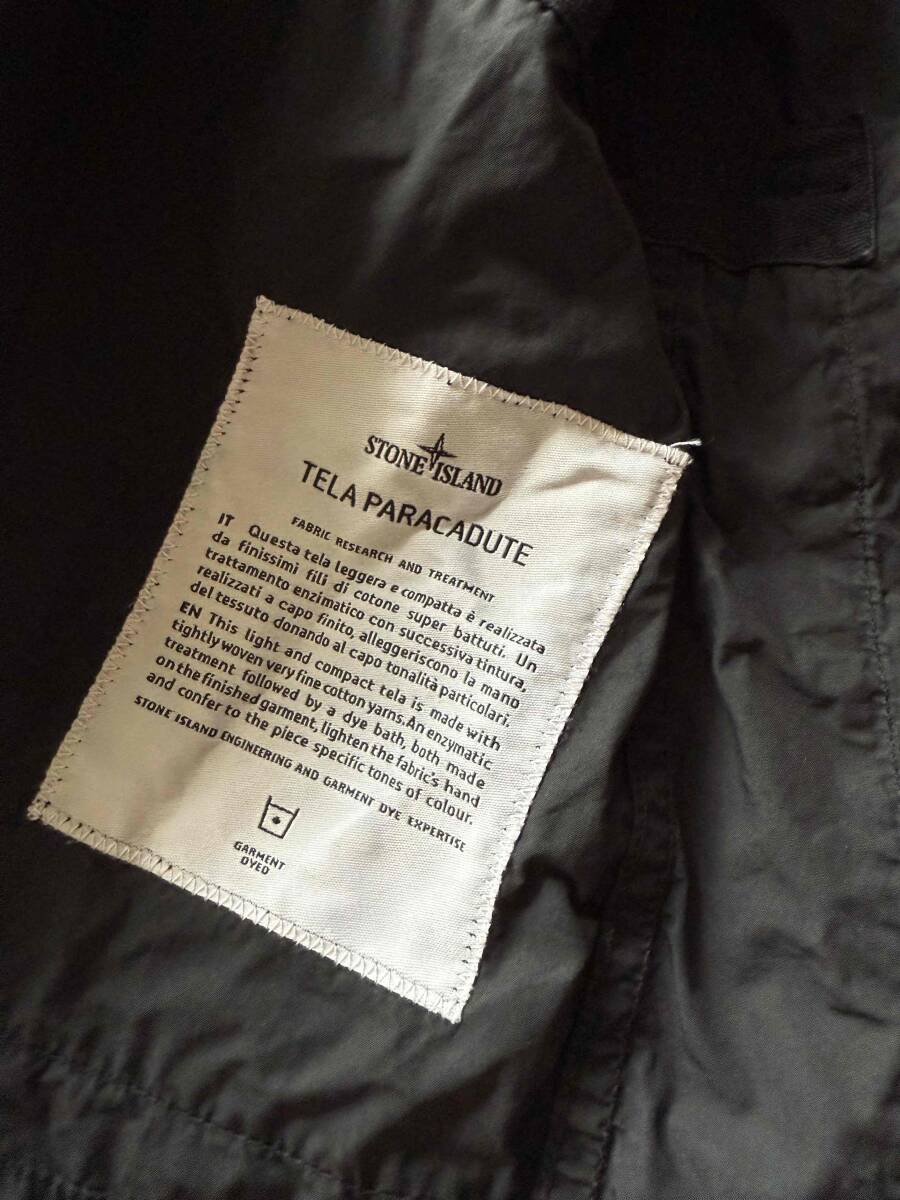 STONE ISLAND
TELA PARACADUTE
FABRIC RESEARCH AND TREATMENT
IT Questa tela leggera e compatta è realizzata
da finissimi fili di cotone super battuti. Un
trattamento enzimatico con successiva tintura,
realizzati a capo finito, alleggeriscono la mano
del tessuto donando al capo tonalità particolari.
EN This light and compact tela is made with
tightly woven very fine cotton yarns. An enzymatic
treatment followed by a dye bath, both made
on the finished garment, lighten the fabric's hand
and confer to the piece specific tones of colour.
STONE ISLAND ENGINEERING AND GARMENT DYE EXPERTISE
GARMENT
DYED